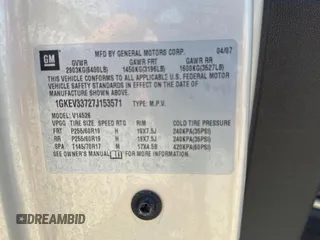 GM
MFD BY GENERAL MOTORS CORP. 04/07
GVWR GAWR FRT GAWR RR
2903KG(6400LB) 1450KG(3196LB) 1600KG(3527LB)
THIS VEHICLE CONFORMS TO ALL APPLICABLE U.S. FEDERAL MOTOR
VEHICLE SAFETY, BUMPER, AND THEFT PREVENTION STANDARDS IN
EFFECT ON THE DATE OF MANUFACTURE SHOWN ABOVE.
1GKEV33727J153571 TYPE: M.P.V.
MODEL: V14526
TIRE SIZE SPEED RTG RIM COLD TIRE PRESSURE
FRT P255/60R19 H 19X7.5J 240KPA(35PSI)
RR P255/60R19 H 19X7.5J 240KPA(35PSI)
SPA T145/70R17 M 17X4.5B 420KPA(60PSI)
SEE OWNER'S MANUAL FOR MORE INFORMATION.
DREAMBID